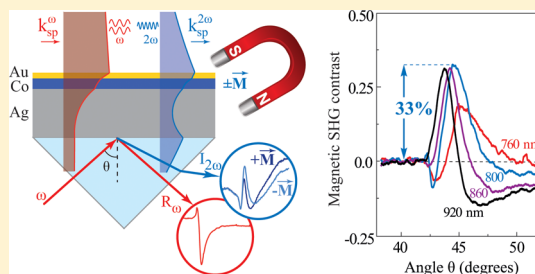 k_sp^ω
ω
2ω
k_sp^2ω
S
N
Au
Co
Ag
±M⃗
θ
ω
I_2ω
R_ω
+M⃗
-M⃗
Magnetic SHG contrast
0.50
0.25
0.0
-0.25
33%
760 nm
800
860
920 nm
40
45
50
Angle θ (degrees)